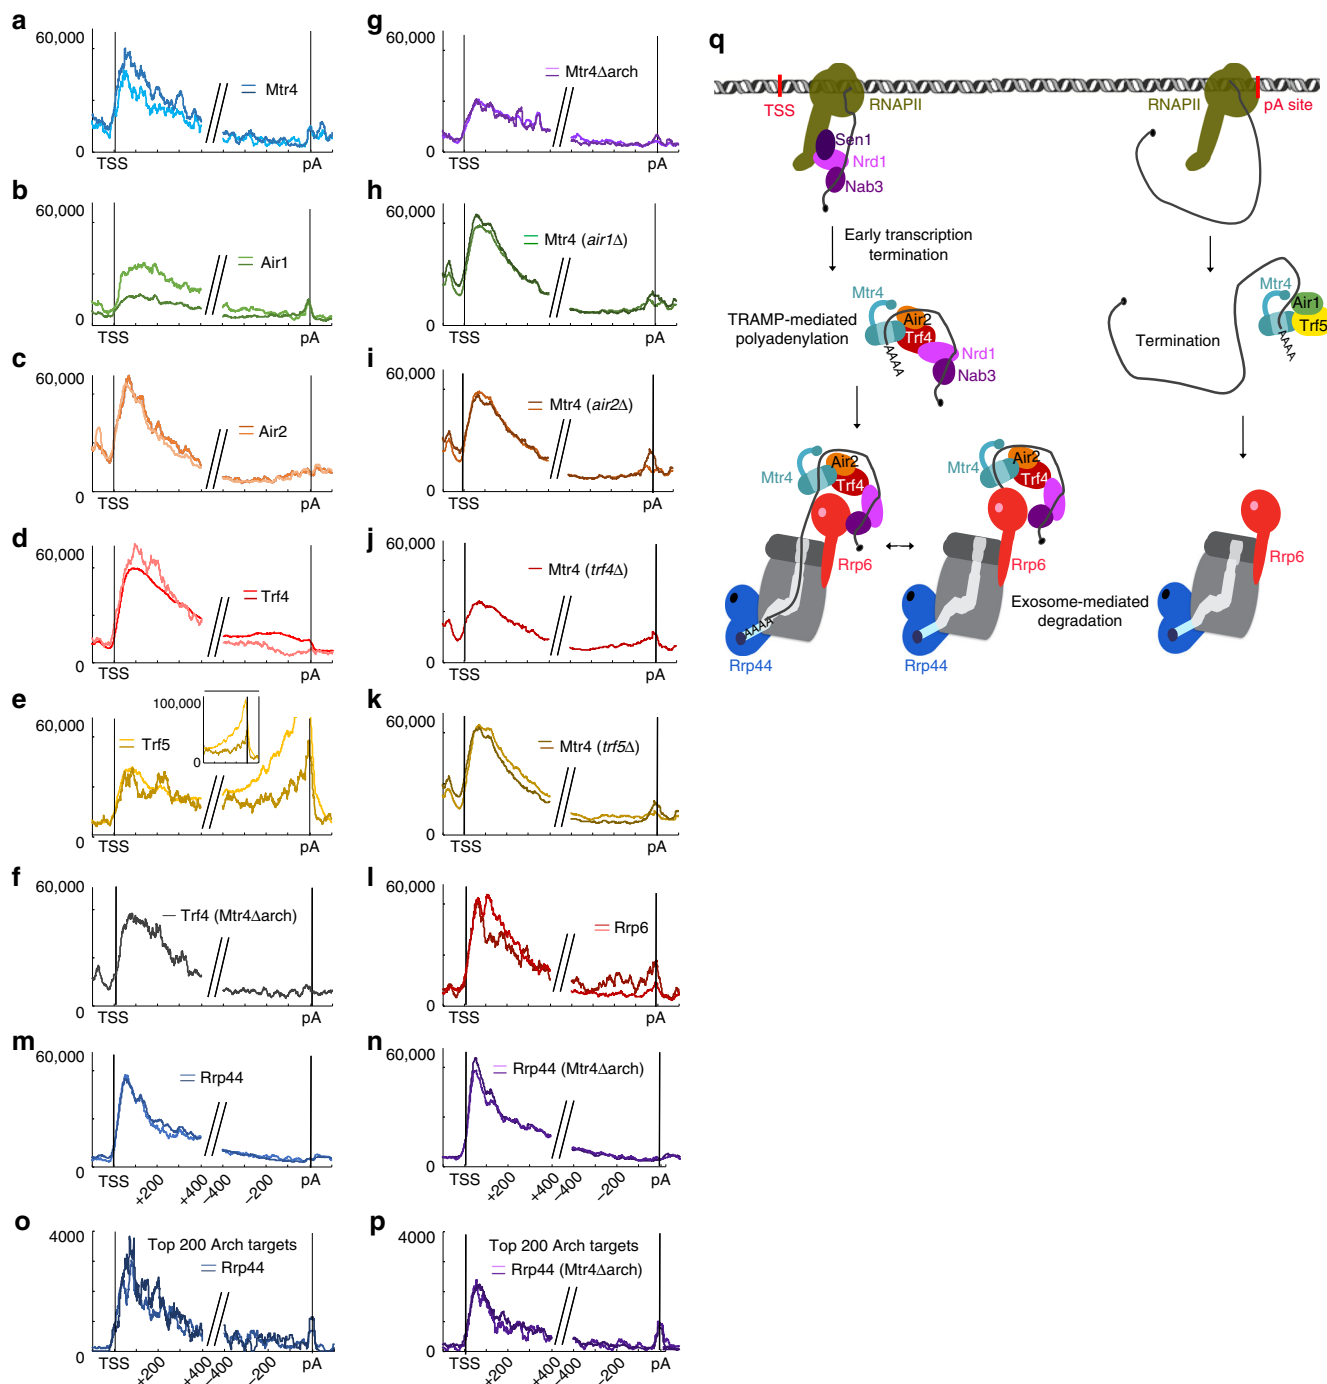 a
60,000
Mtr4
0
TSS
pA
b
60,000
Air1
0
TSS
pA
c
60,000
Air2
0
TSS
pA
d
60,000
Trf4
0
TSS
pA
e
60,000
100,000
0
Trf5
0
TSS
pA
f
60,000
Trf4 (Mtr4Δarch)
0
TSS
pA
g
60,000
Mtr4Δarch
0
TSS
pA
h
60,000
Mtr4 (air1Δ)
0
TSS
pA
i
60,000
Mtr4 (air2Δ)
0
TSS
pA
j
60,000
Mtr4 (trf4Δ)
0
TSS
pA
k
60,000
Mtr4 (trf5Δ)
0
TSS
pA
l
60,000
Rrp6
0
TSS
pA
m
60,000
Rrp44
0
TSS
+200
+400
−400
−200
pA
n
60,000
Rrp44 (Mtr4Δarch)
0
TSS
+200
+400
−400
−200
pA
o
4000
Top 200 Arch targets
Rrp44
2000
0
TSS
+200
+400
−400
−200
pA
p
4000
Top 200 Arch targets
Rrp44 (Mtr4Δarch)
2000
0
TSS
+200
+400
−400
−200
pA
q
TSS
RNAPII
Sen1
Nrd1
Nab3
RNAPII
pA site
Early transcription
termination
Mtr4
Air2
Trf4
AAAA
Nrd1
Nab3
TRAMP-mediated
polyadenylation
Termination
Mtr4
Air1
Trf5
AAAA
Mtr4
Air2
Trf4
Rrp6
AAAA
Rrp44
Mtr4
Air2
Trf4
Rrp6
Rrp44
Exosome-mediated
degradation
Rrp6
Rrp44